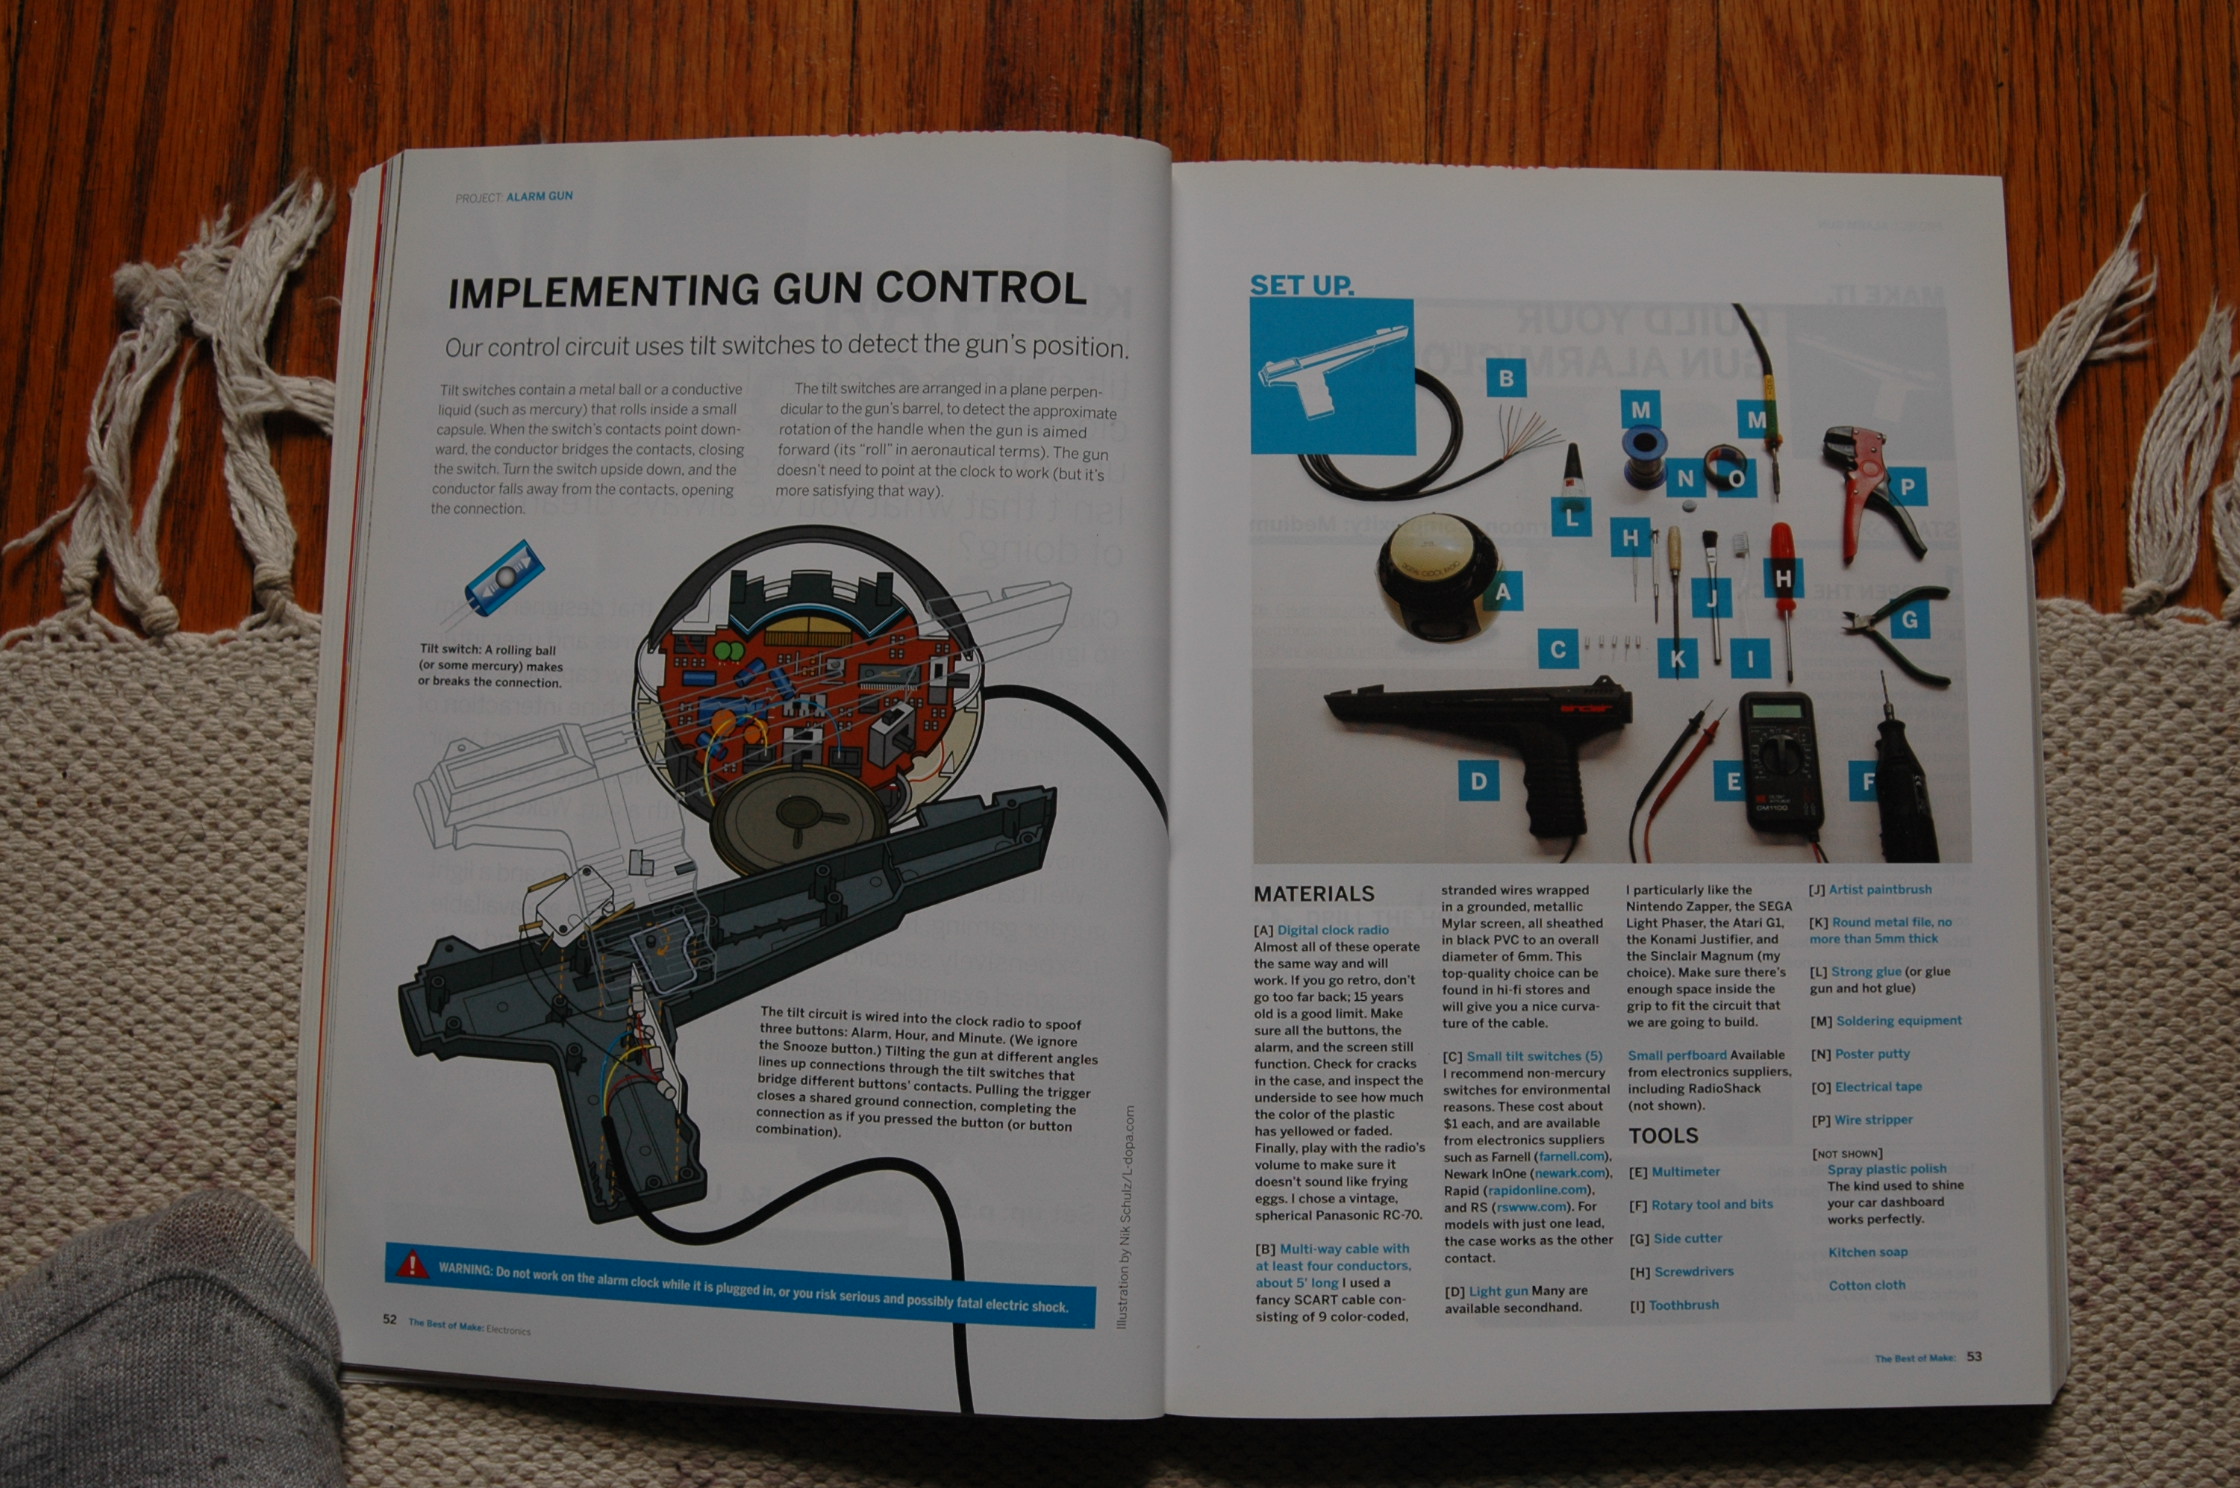 PROJECT: ALARM GUN
IMPLEMENTING GUN CONTROL
Our control circuit uses tilt switches to detect the gun's position.
Tilt switches contain a metal ball or a conductive
liquid (such as mercury) that rolls inside a small
capsule. When the switch's contacts point down-
ward, the conductor bridges the contacts, closing
the switch. Turn the switch upside down, and the
conductor falls away from the contacts, opening
the connection.
The tilt switches are arranged in a plane perpen-
dicular to the gun's barrel, to detect the approximate
rotation of the handle when the gun is aimed
forward (its "roll" in aeronautical terms). The gun
doesn't need to point at the clock to work (but it's
more satisfying that way).
Tilt switch: A rolling ball
(or some mercury) makes
or breaks the connection.
The tilt circuit is wired into the clock radio to spoof
three buttons: Alarm, Hour, and Minute. (We ignore
the Snooze button.) Tilting the gun at different angles
lines up connections through the tilt switches that
bridge different buttons' contacts. Pulling the trigger
closes a shared ground connection, completing the
connection as if you pressed the button (or button
combination).
Illustration by Nik Schulz/L-dopa.com
WARNING: Do not work on the alarm clock while it is plugged in, or you risk serious and possibly fatal electric shock.
52 The Best of Make: Electronics
SET UP.
B
M
M
N
O
P
L
H
A
J
H
G
C
K
I
D
E
F
DM1100
MATERIALS
[A] Digital clock radio
Almost all of these operate
the same way and will
work. If you go retro, don't
go too far back; 15 years
old is a good limit. Make
sure all the buttons, the
alarm, and the screen still
function. Check for cracks
in the case, and inspect the
underside to see how much
the color of the plastic
has yellowed or faded.
Finally, play with the radio's
volume to make sure it
doesn't sound like frying
eggs. I chose a vintage,
spherical Panasonic RC-70.
[B] Multi-way cable with
at least four conductors,
about 5' long I used a
fancy SCART cable con-
sisting of 9 color-coded,
stranded wires wrapped
in a grounded, metallic
Mylar screen, all sheathed
in black PVC to an overall
diameter of 6mm. This
top-quality choice can be
found in hi-fi stores and
will give you a nice curva-
ture of the cable.
[C] Small tilt switches (5)
I recommend non-mercury
switches for environmental
reasons. These cost about
$1 each, and are available
from electronics suppliers
such as Farnell (farnell.com),
Newark InOne (newark.com),
Rapid (rapidonline.com),
and RS (rswww.com). For
models with just one lead,
the case works as the other
contact.
[D] Light gun Many are
available secondhand.
I particularly like the
Nintendo Zapper, the SEGA
Light Phaser, the Atari G1,
the Konami Justifier, and
the Sinclair Magnum (my
choice). Make sure there's
enough space inside the
grip to fit the circuit that
we are going to build.
Small perfboard Available
from electronics suppliers,
including RadioShack
(not shown).
TOOLS
[E] Multimeter
[F] Rotary tool and bits
[G] Side cutter
[H] Screwdrivers
[I] Toothbrush
[J] Artist paintbrush
[K] Round metal file, no
more than 5mm thick
[L] Strong glue (or glue
gun and hot glue)
[M] Soldering equipment
[N] Poster putty
[O] Electrical tape
[P] Wire stripper
[NOT SHOWN]
Spray plastic polish
The kind used to shine
your car dashboard
works perfectly.
Kitchen soap
Cotton cloth
The Best of Make: 53